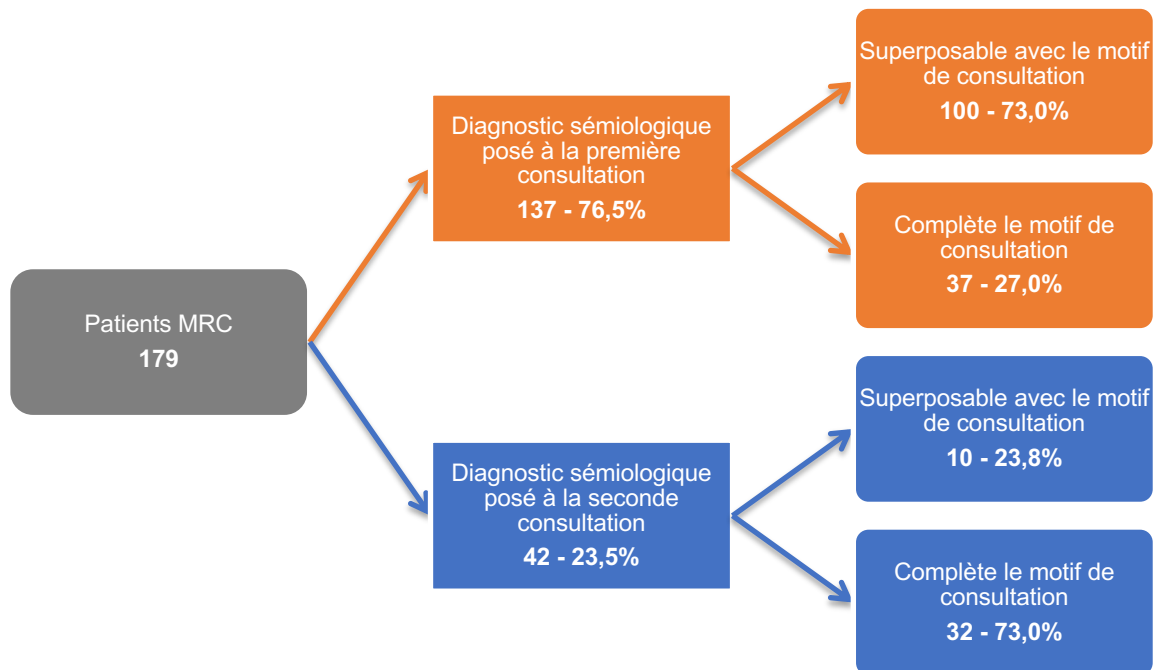 Patients MRC
179
Diagnostic sémiologique
posé à la première
consultation
137 - 76,5%
Superposable avec le motif
de consultation
100 - 73,0%
Complète le motif de
consultation
37 - 27,0%
Diagnostic sémiologique
posé à la seconde
consultation
42 - 23,5%
Superposable avec le motif
de consultation
10 - 23,8%
Complète le motif de
consultation
32 - 73,0%